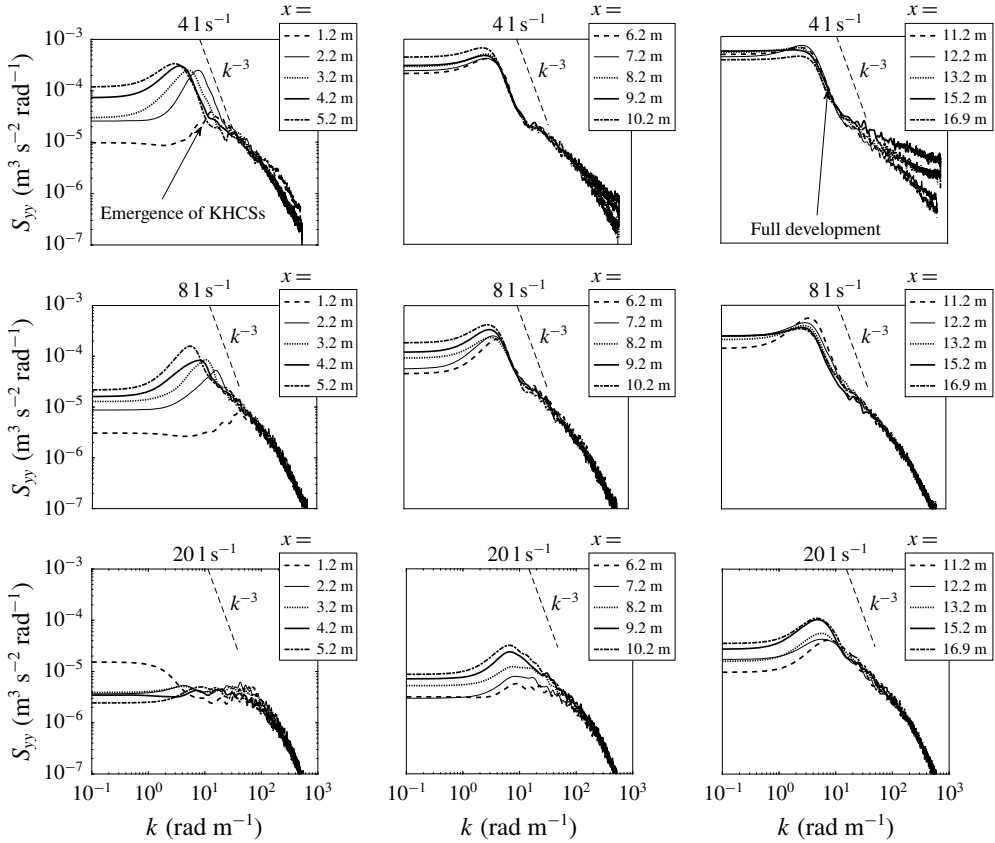 x = x = x =
4 l s⁻¹ 4 l s⁻¹ 4 l s⁻¹
10⁻³ 1.2 m 6.2 m 11.2 m
k⁻³ 2.2 m k⁻³ 7.2 m k⁻³ 12.2 m
10⁻⁴ 3.2 m 8.2 m 13.2 m
4.2 m 9.2 m 15.2 m
5.2 m 10.2 m 16.9 m
10⁻⁵
10⁻⁶
Emergence of KHCSs Full development
10⁻⁷
S_yy (m³ s⁻² rad⁻¹)
x = x = x =
8 l s⁻¹ 8 l s⁻¹ 8 l s⁻¹
10⁻³ 1.2 m 6.2 m 11.2 m
k⁻³ 2.2 m k⁻³ 7.2 m k⁻³ 12.2 m
10⁻⁴ 3.2 m 8.2 m 13.2 m
4.2 m 9.2 m 15.2 m
5.2 m 10.2 m 16.9 m
10⁻⁵
10⁻⁶
10⁻⁷
S_yy (m³ s⁻² rad⁻¹)
x = x = x =
20 l s⁻¹ 20 l s⁻¹ 20 l s⁻¹
10⁻³ 1.2 m 6.2 m 11.2 m
k⁻³ 2.2 m k⁻³ 7.2 m k⁻³ 12.2 m
10⁻⁴ 3.2 m 8.2 m 13.2 m
4.2 m 9.2 m 15.2 m
5.2 m 10.2 m 16.9 m
10⁻⁵
10⁻⁶
10⁻⁷
S_yy (m³ s⁻² rad⁻¹)
10⁻¹ 10⁰ 10¹ 10² 10³ 10⁻¹ 10⁰ 10¹ 10² 10³ 10⁻¹ 10⁰ 10¹ 10² 10³
k (rad m⁻¹) k (rad m⁻¹) k (rad m⁻¹)